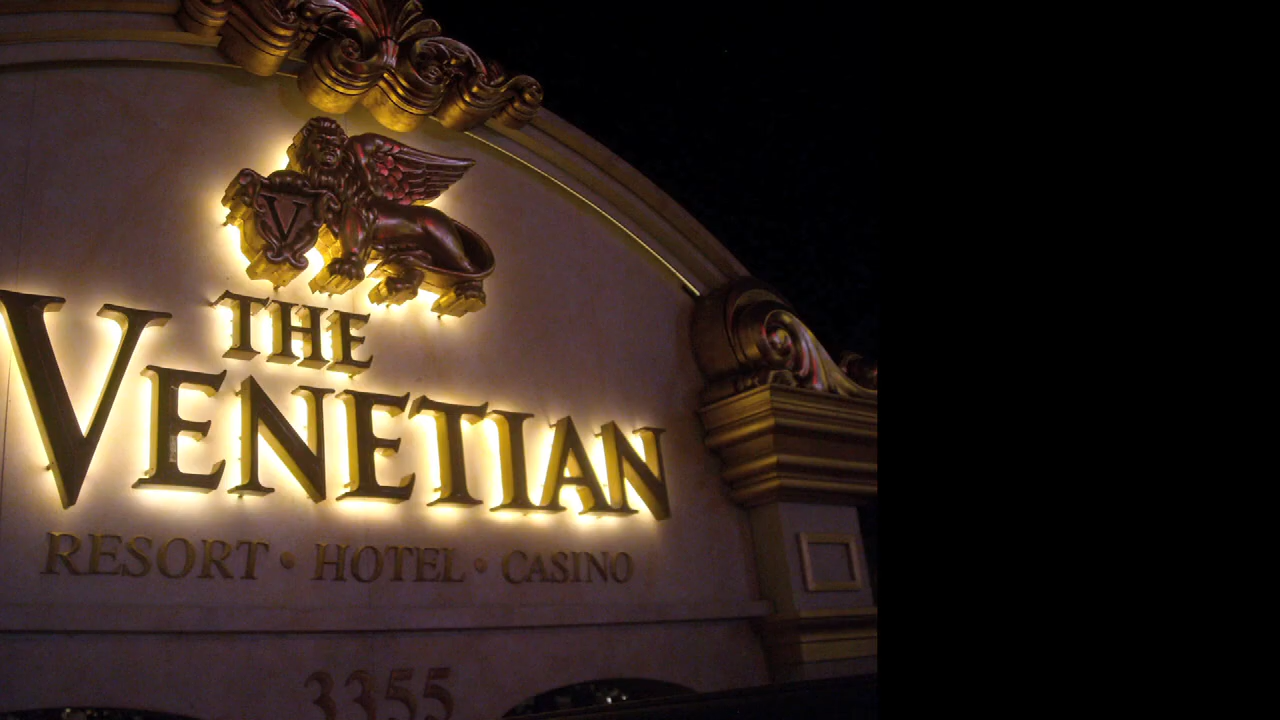 V
THE
VENETIAN
RESORT • HOTEL • CASINO
3355